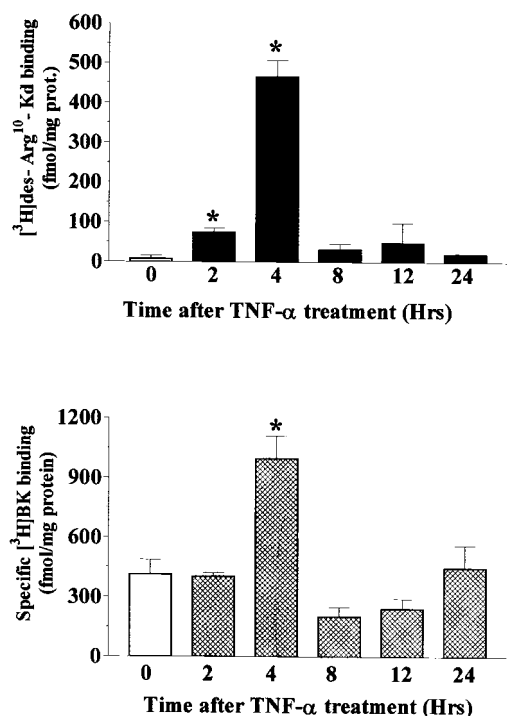 600
500
400
300
200
100
0
[³H]des-Arg¹⁰-Kd binding
(fmol/mg prot.)
*
*
0 2 4 8 12 24
Time after TNF-α treatment (Hrs)
1200
900
600
300
0
Specific [³H]BK binding
(fmol/mg protein)
*
0 2 4 8 12 24
Time after TNF-α treatment (Hrs)